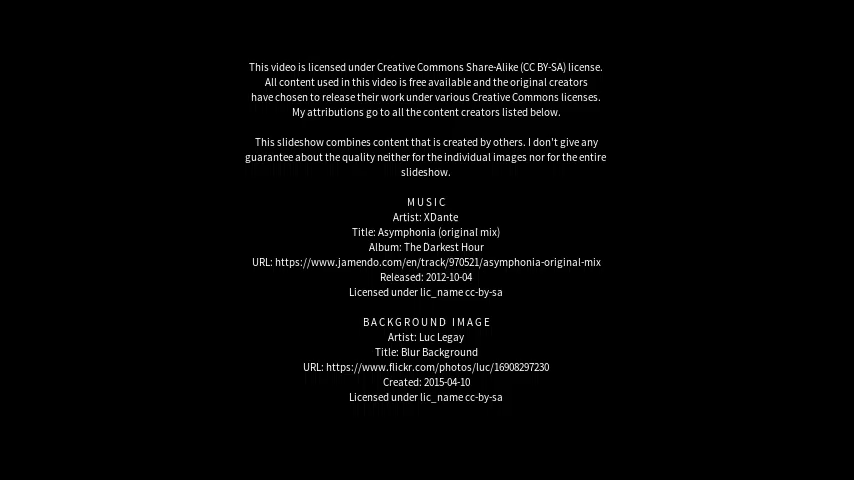 This video is licensed under Creative Commons Share-Alike (CC BY-SA) license.
All content used in this video is free available and the original creators
have chosen to release their work under various Creative Commons licenses.
My attributions go to all the content creators listed below.
This slideshow combines content that is created by others. I don't give any
guarantee about the quality neither for the individual images nor for the entire
slideshow.
MUSIC
Artist: XDante
Title: Asymphonia (original mix)
Album: The Darkest Hour
URL: https://www.jamendo.com/en/track/970521/asymphonia-original-mix
Released: 2012-10-04
Licensed under lic_name cc-by-sa
BACKGROUND IMAGE
Artist: Luc Legay
Title: Blur Background
URL: https://www.flickr.com/photos/luc/16908297230
Created: 2015-04-10
Licensed under lic_name cc-by-sa